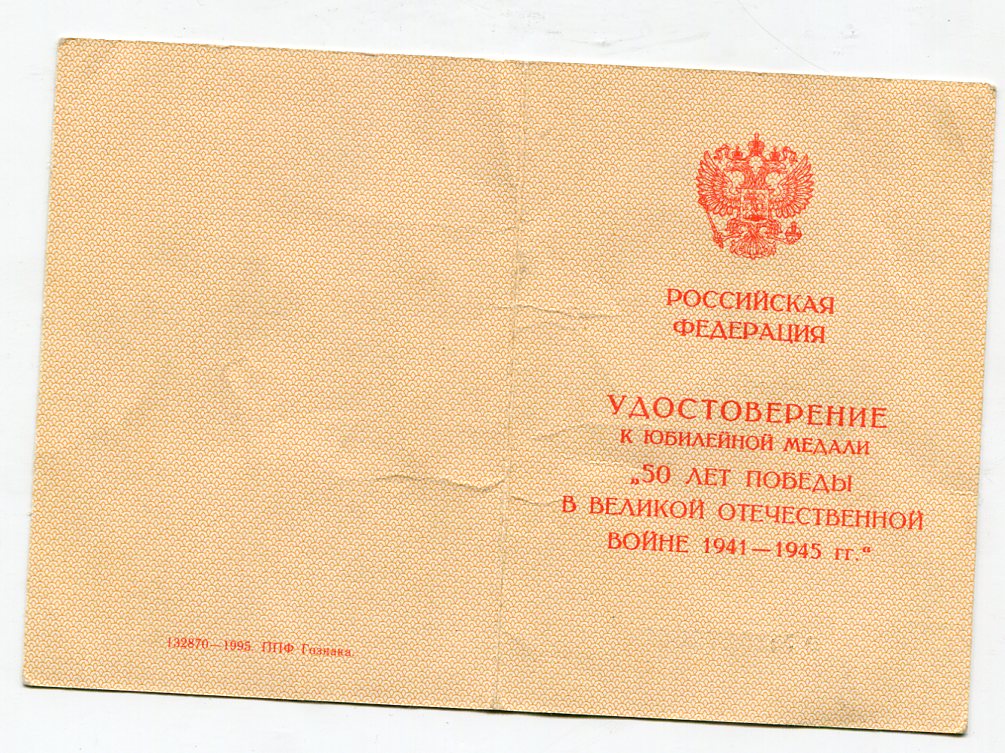 РОССИЙСКАЯ
ФЕДЕРАЦИЯ
УДОСТОВЕРЕНИЕ
К ЮБИЛЕЙНОЙ МЕДАЛИ
„50 ЛЕТ ПОБЕДЫ
В ВЕЛИКОЙ ОТЕЧЕСТВЕННОЙ
ВОЙНЕ 1941—1945 гг.“
132870—1995. ППФ Гознака.